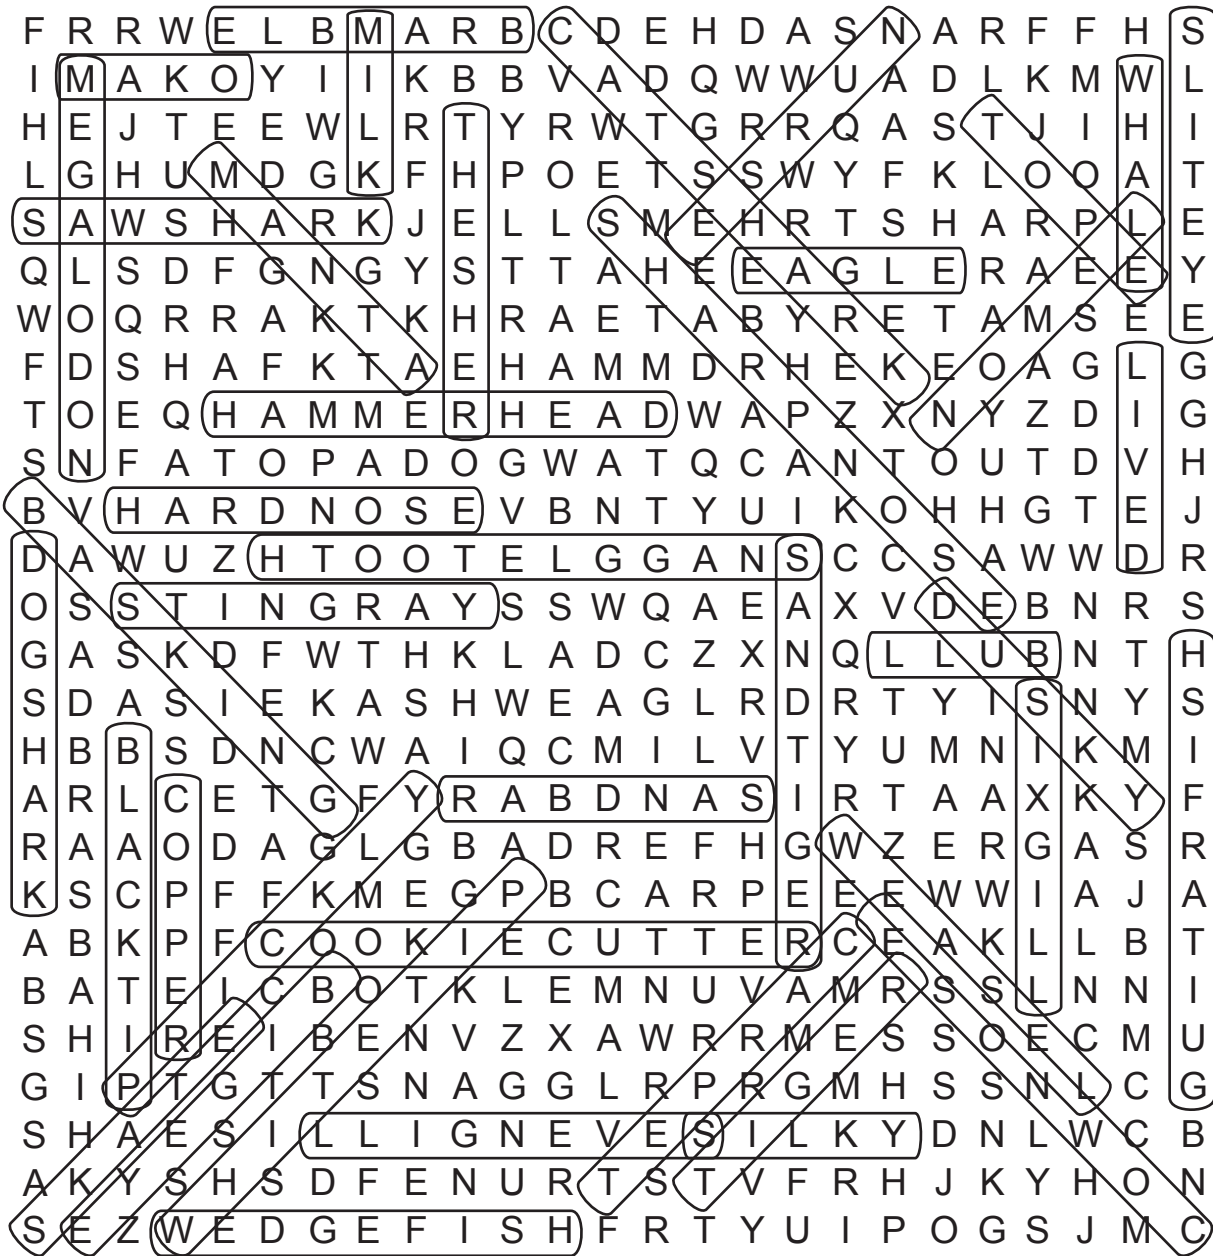 F R R W E L B M A R B C D E H D A S N A R F F H S
I M A K O Y I I K B B V A D Q W W U A D L K M W L
H E J T E E W L R T Y R W T G R R Q A S T J I H I
L G H U M D G K F H P O E T S S W Y F K L O O A T
S A W S H A R K J E L L S M E H R T S H A R P L E
Q L S D F G N G Y S T T A H E E A G L E R A E E Y
W O Q R R A K T K H R A E T A B Y R E T A M S E E
F D S H A F K T A E H A M M D R H E K E O A G L G
T O E Q H A M M E R H E A D W A P Z X N Y Z D I G
S N F A T O P A D O G W A T Q C A N T O U T D V H
B V H A R D N O S E V B N T Y U I K O H H G T E J
D A W U Z H T O O T E L G G A N S C C S A W W D R
O S S T I N G R A Y S S W Q A E A X V D E B N R S
G A S K D F W T H K L A D C Z X N Q L L U B N T H
S D A S I E K A S H W E A G L R D R T Y I S N Y S
H B B S D N C W A I Q C M I L V T Y U M N I K M I
A R L C E T G F Y R A B D N A S I R T A A X K Y F
R A A O D A G L G B A D R E F H G W Z E R G A S R
K S C P F F K M E G P B C A R P E E E W W I A J A
A B K P F C O O K I E C U T T E R C E A K L L B T
B A T E I C B O T K L E M N U V A M R S S L N N I
S H I R E I B E N V Z X A W R R M E S S O E C M U
G I P T G T T S N A G G L R P R G M H S S N L C G
S H A E S I L L I G N E V E S I L K Y D N L W C B
A K Y S H S D F E N U R T S T V F R H J K Y H O N
S E Z W E D G E F I S H F R T Y U I P O G S J M C